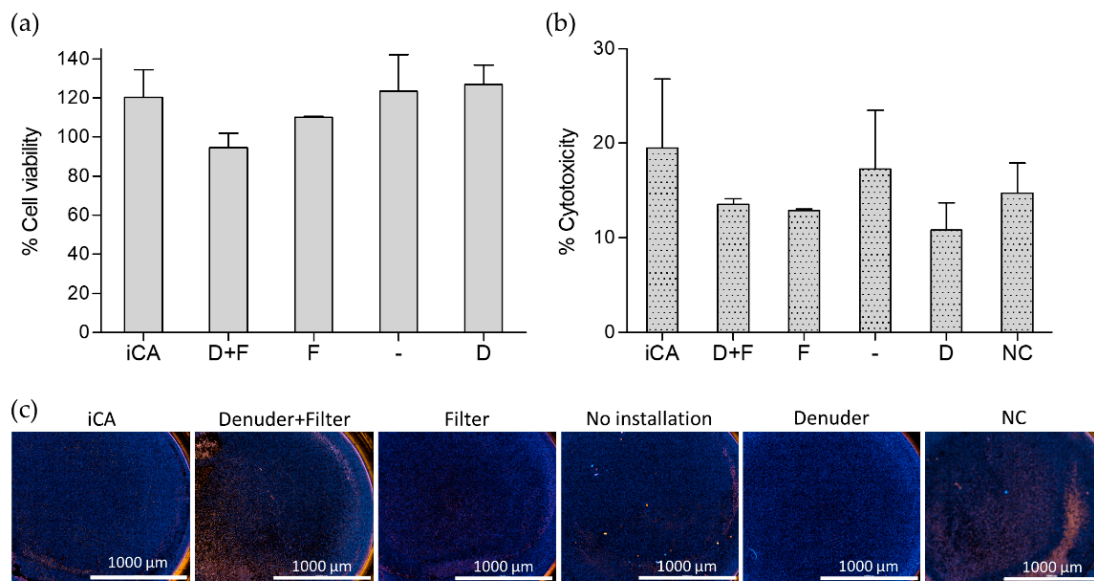 (a)
% Cell viability
140
120
100
80
60
40
20
0
iCA D+F F - D
(b)
% Cytotoxicity
30
20
10
0
iCA D+F F - D NC
(c)
iCA Denuder+Filter Filter No installation Denuder NC
1000 µm 1000 µm 1000 µm 1000 µm 1000 µm 1000 µm